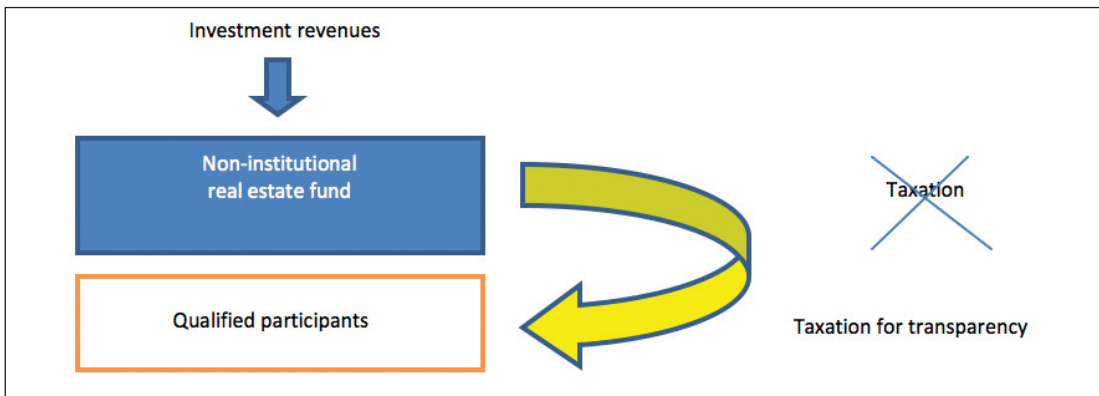 Investment revenues
Non-institutional
real estate fund
Taxation
Qualified participants
Taxation for transparency